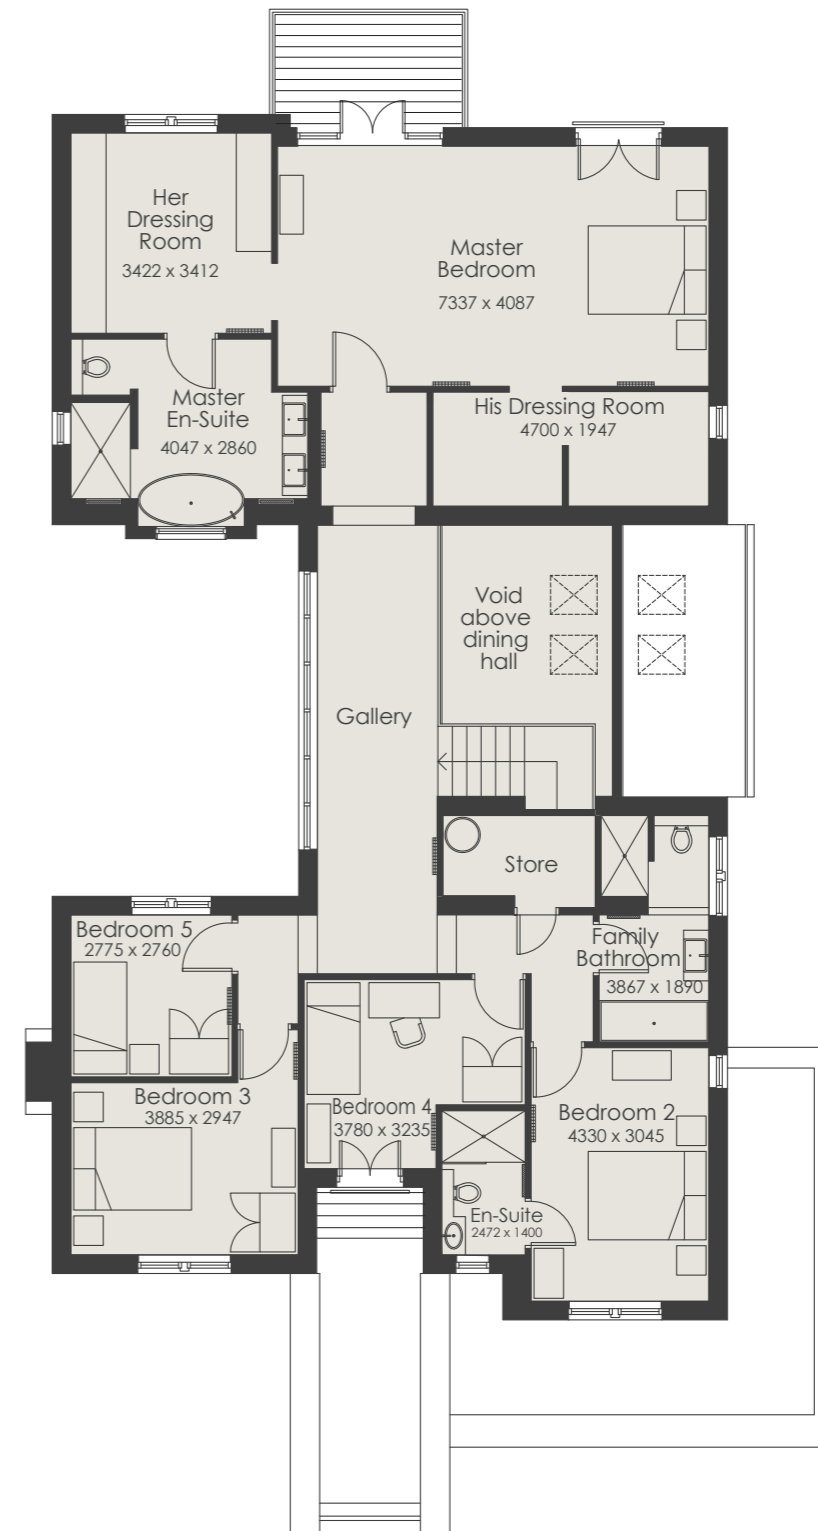 Her
Dressing
Room
3422 x 3412
Master
Bedroom
7337 x 4087
Master
En-Suite
4047 x 2860
His Dressing Room
4700 x 1947
Void
above
dining
hall
Gallery
Store
Bedroom 5
2775 x 2760
Family
Bathroom
3867 x 1890
Bedroom 3
3885 x 2947
Bedroom 4
3780 x 3235
Bedroom 2
4330 x 3045
En-Suite
2472 x 1400